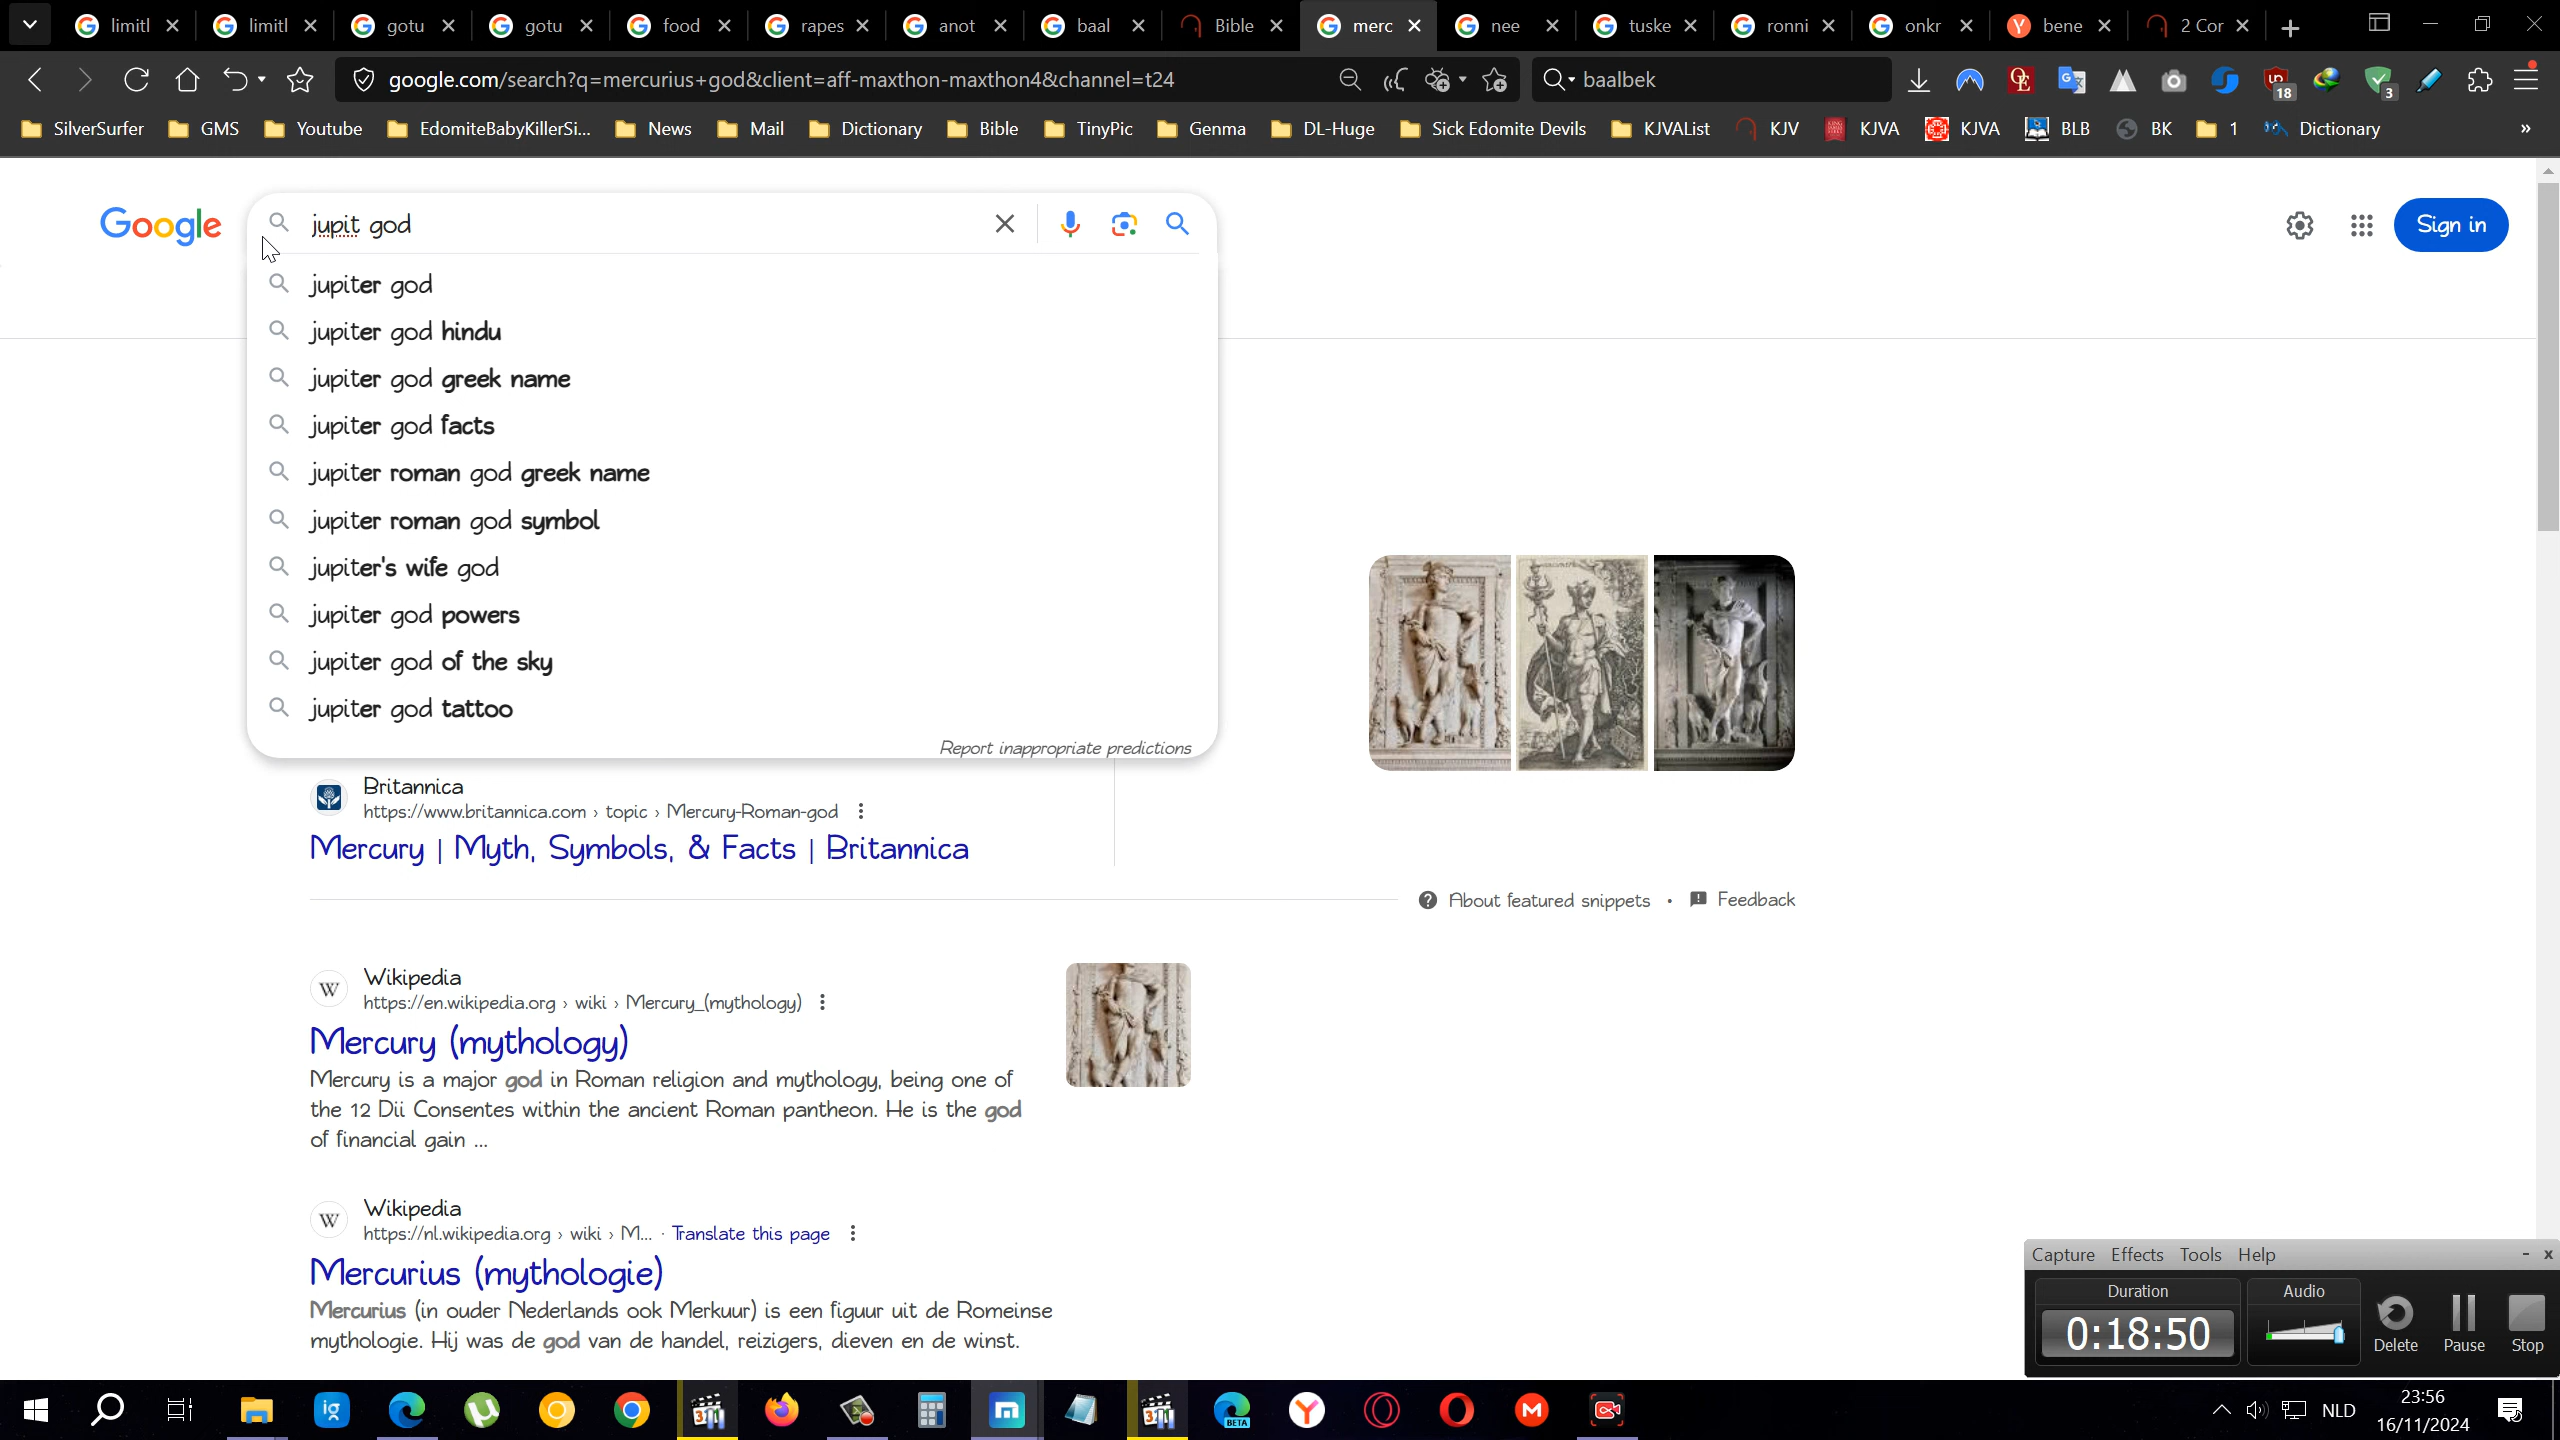 limitl
limitl
gotu
gotu
food
rapes
anot
baal
Bible
merc
nee
tuske
ronni
onkr
bene
2 Cor
google.com/search?q=mercurius+god&client=aff-maxthon-maxthon4&channel=t24
baalbek
18
3
SilverSurfer
GMS
Youtube
EdomiteBabyKillerSi...
News
Mail
Dictionary
Bible
TinyPic
Genma
DL-Huge
Sick Edomite Devils
KJVAList
KJV
KJVA
KJVA
BLB
BK
1
Dictionary
»
Google
jupit god
Sign in
jupiter god
jupiter god hindu
jupiter god greek name
jupiter god facts
jupiter roman god greek name
jupiter roman god symbol
jupiter's wife god
jupiter god powers
jupiter god of the sky
jupiter god tattoo
Report inappropriate predictions
Britannica
https://www.britannica.com › topic › Mercury-Roman-god
Mercury | Myth, Symbols, & Facts | Britannica
About featured snippets • Feedback
Wikipedia
https://en.wikipedia.org › wiki › Mercury_(mythology)
Mercury (mythology)
Mercury is a major god in Roman religion and mythology, being one of
the 12 Dii Consentes within the ancient Roman pantheon. He is the god
of financial gain ...
Wikipedia
https://nl.wikipedia.org › wiki › M... · Translate this page
Mercurius (mythologie)
Mercurius (in ouder Nederlands ook Merkuur) is een figuur uit de Romeinse
mythologie. Hij was de god van de handel, reizigers, dieven en de winst.
Capture Effects Tools Help
Duration
0:18:50
Audio
Delete
Pause
Stop
NLD
23:56
16/11/2024